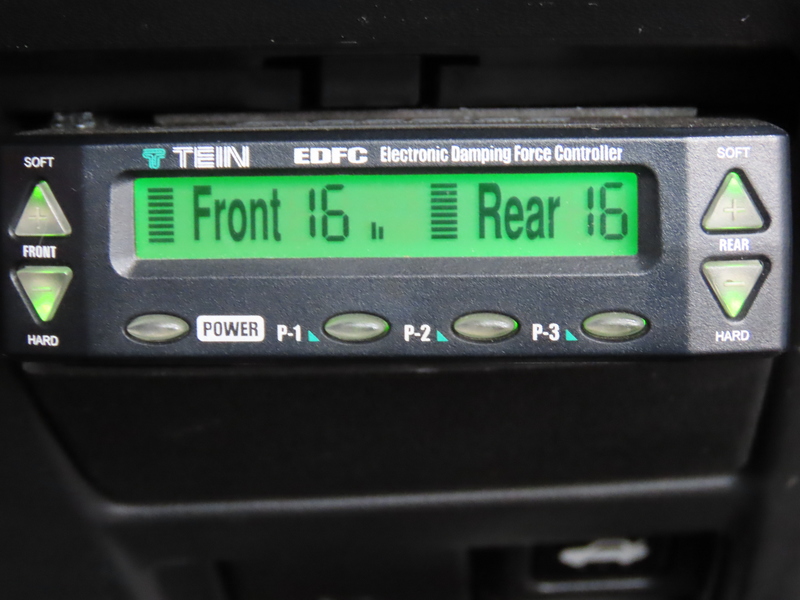 SOFT
TEIN EDFC Electronic Damping Force Controller
SOFT
+
Front 16 Rear 16
+
FRONT
REAR
-
-
HARD
POWER P-1 P-2 P-3
HARD